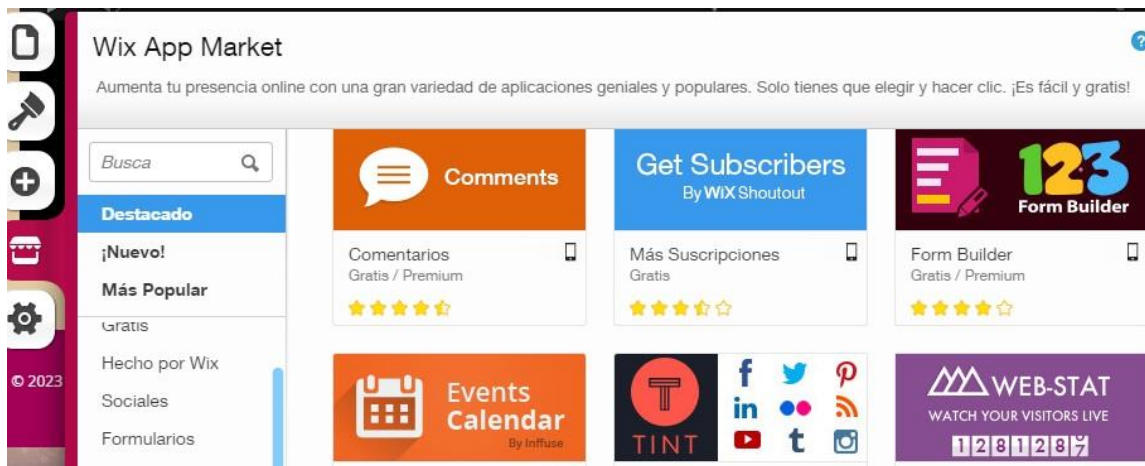 Wix App Market
?
Aumenta tu presencia online con una gran variedad de aplicaciones geniales y populares. Solo tienes que elegir y hacer clic. ¡Es fácil y gratis!
Busca
Destacado
¡Nuevo!
Más Popular
Gratis
Hecho por Wix
Sociales
Formularios
© 2023
Comments
Comentarios
Gratis / Premium
Get Subscribers
By WiX Shoutout
Más Suscripciones
Gratis
123
Form Builder
Form Builder
Gratis / Premium
Events
Calendar
By Inffuse
TINT
f
in
t
WEB-STAT
WATCH YOUR VISITORS LIVE
128128